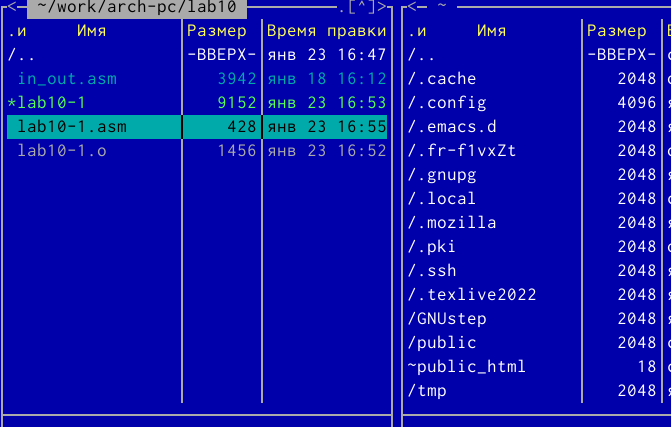 <─ ~/work/arch-pc/lab10 .[^]>
.и Имя Размер Время правки
/.. -ВВЕРХ- янв 23 16:47
in_out.asm 3942 янв 18 16:12
*lab10-1 9152 янв 23 16:53
lab10-1.asm 428 янв 23 16:55
lab10-1.o 1456 янв 23 16:52
<─ ~
.и Имя Размер
/.. -ВВЕРХ-
/.cache 2048
/.config 4096
/.emacs.d 2048
/.fr-f1vxZt 2048
/.gnupg 2048
/.local 2048
/.mozilla 2048
/.pki 2048
/.ssh 2048
/.texlive2022 2048
/GNUstep 2048
/public 2048
~public_html 18
/tmp 2048